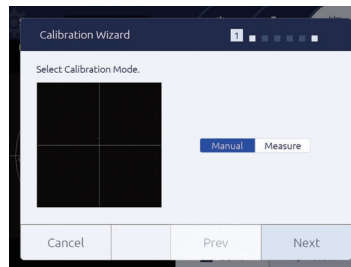 Calibration Wizard
1
Select Calibration Mode.
Manual Measure
Cancel
Prev
Next